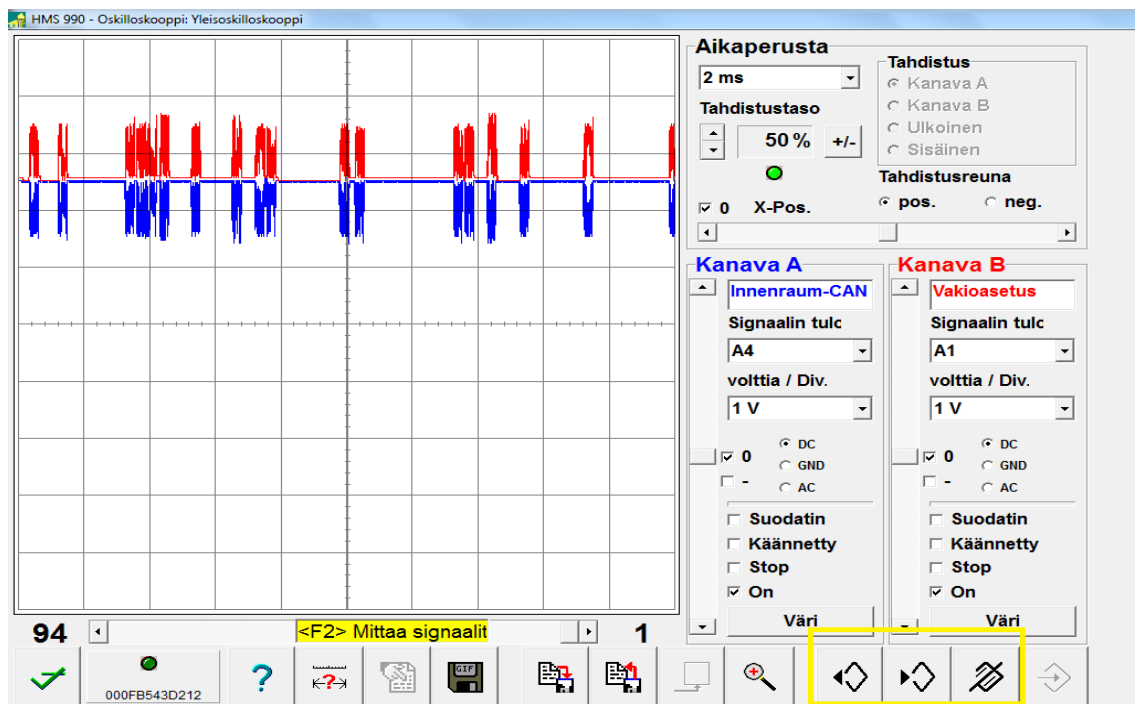 HMS 990 - Oskilloskooppi: Yleisoskilloskooppi
Aikaperusta
2 ms
Tahdistustaso
50 %
+/-
0 X-Pos.
Tahdistus
Kanava A
Kanava B
Ulkoinen
Sisäinen
Tahdistusreuna
pos. neg.
Kanava A
Innenraum-CAN
Signaalin tulc
A4
volttia / Div.
1 V
0
DC
GND
-
AC
Suodatin
Käännetty
Stop
On
Väri
Kanava B
Vakioasetus
Signaalin tulc
A1
volttia / Div.
1 V
0
DC
GND
-
AC
Suodatin
Käännetty
Stop
On
Väri
94 <F2> Mittaa signaalit 1
000FB543D212
?
?
GIF